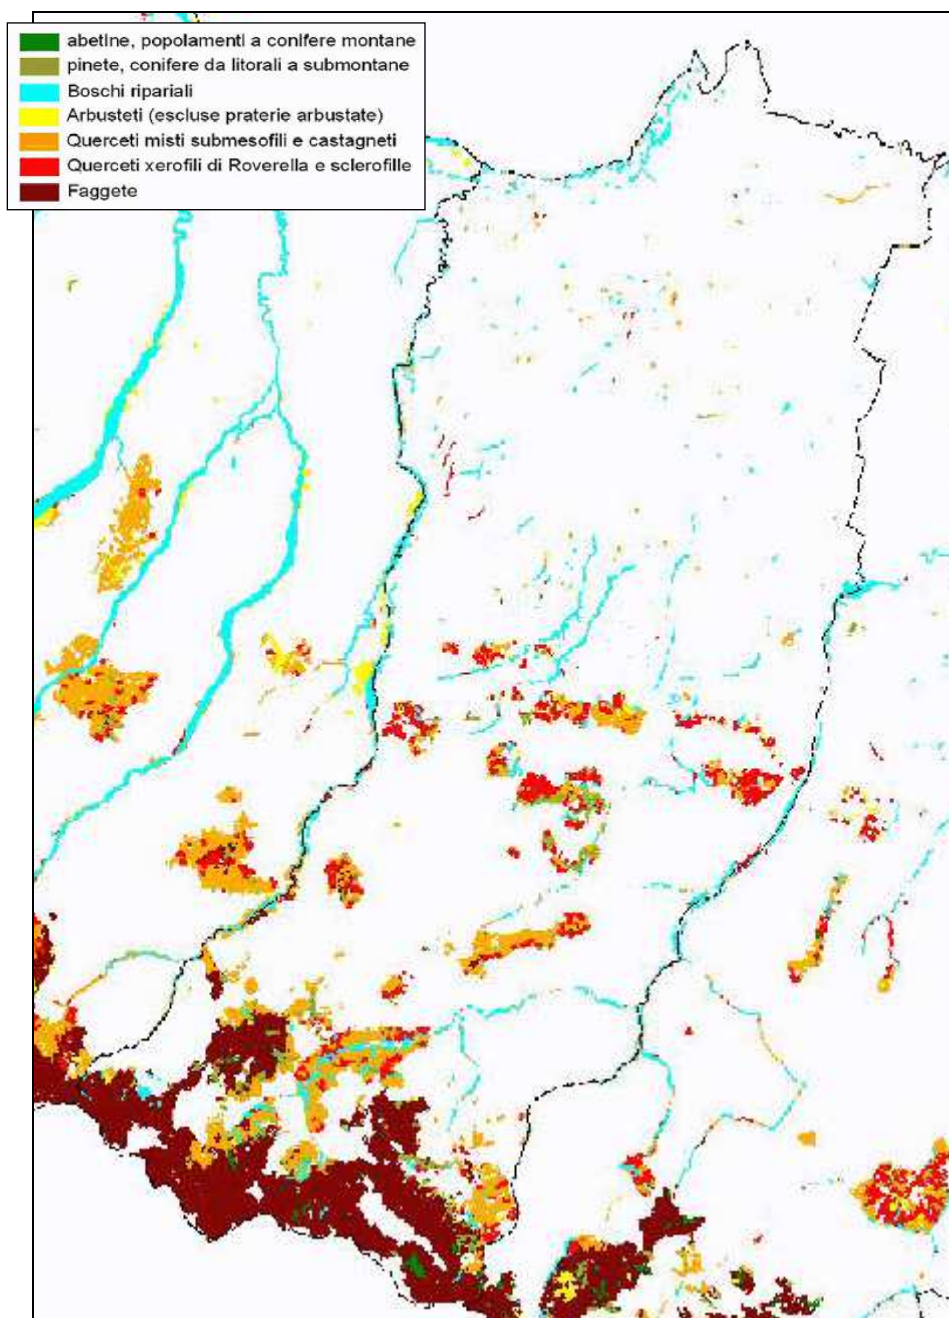 abetine, popolamenti a conifere montane
pinete, conifere da litorali a submontane
Boschi ripariali
Arbusteti (escluse praterie arbustate)
Querceti misti submesofili e castagneti
Querceti xerofili di Roverella e sclerofille
Faggete